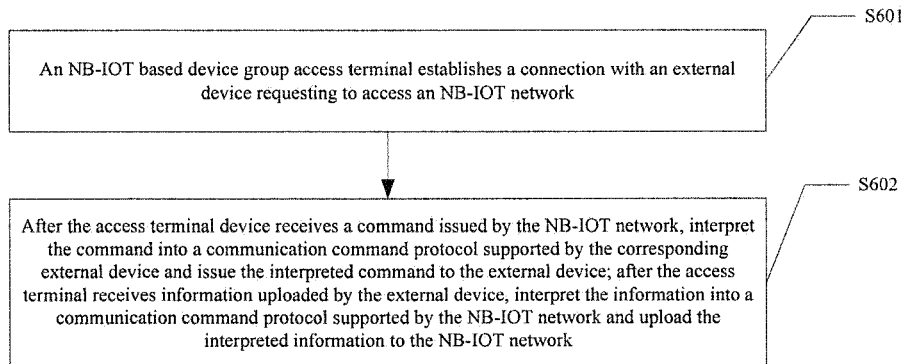 S601
An NB-IOT based device group access terminal establishes a connection with an external
device requesting to access an NB-IOT network
S602
After the access terminal device receives a command issued by the NB-IOT network, interpret
the command into a communication command protocol supported by the corresponding
external device and issue the interpreted command to the external device; after the access
terminal receives information uploaded by the external device, interpret the information into a
communication command protocol supported by the NB-IOT network and upload the
interpreted information to the NB-IOT network